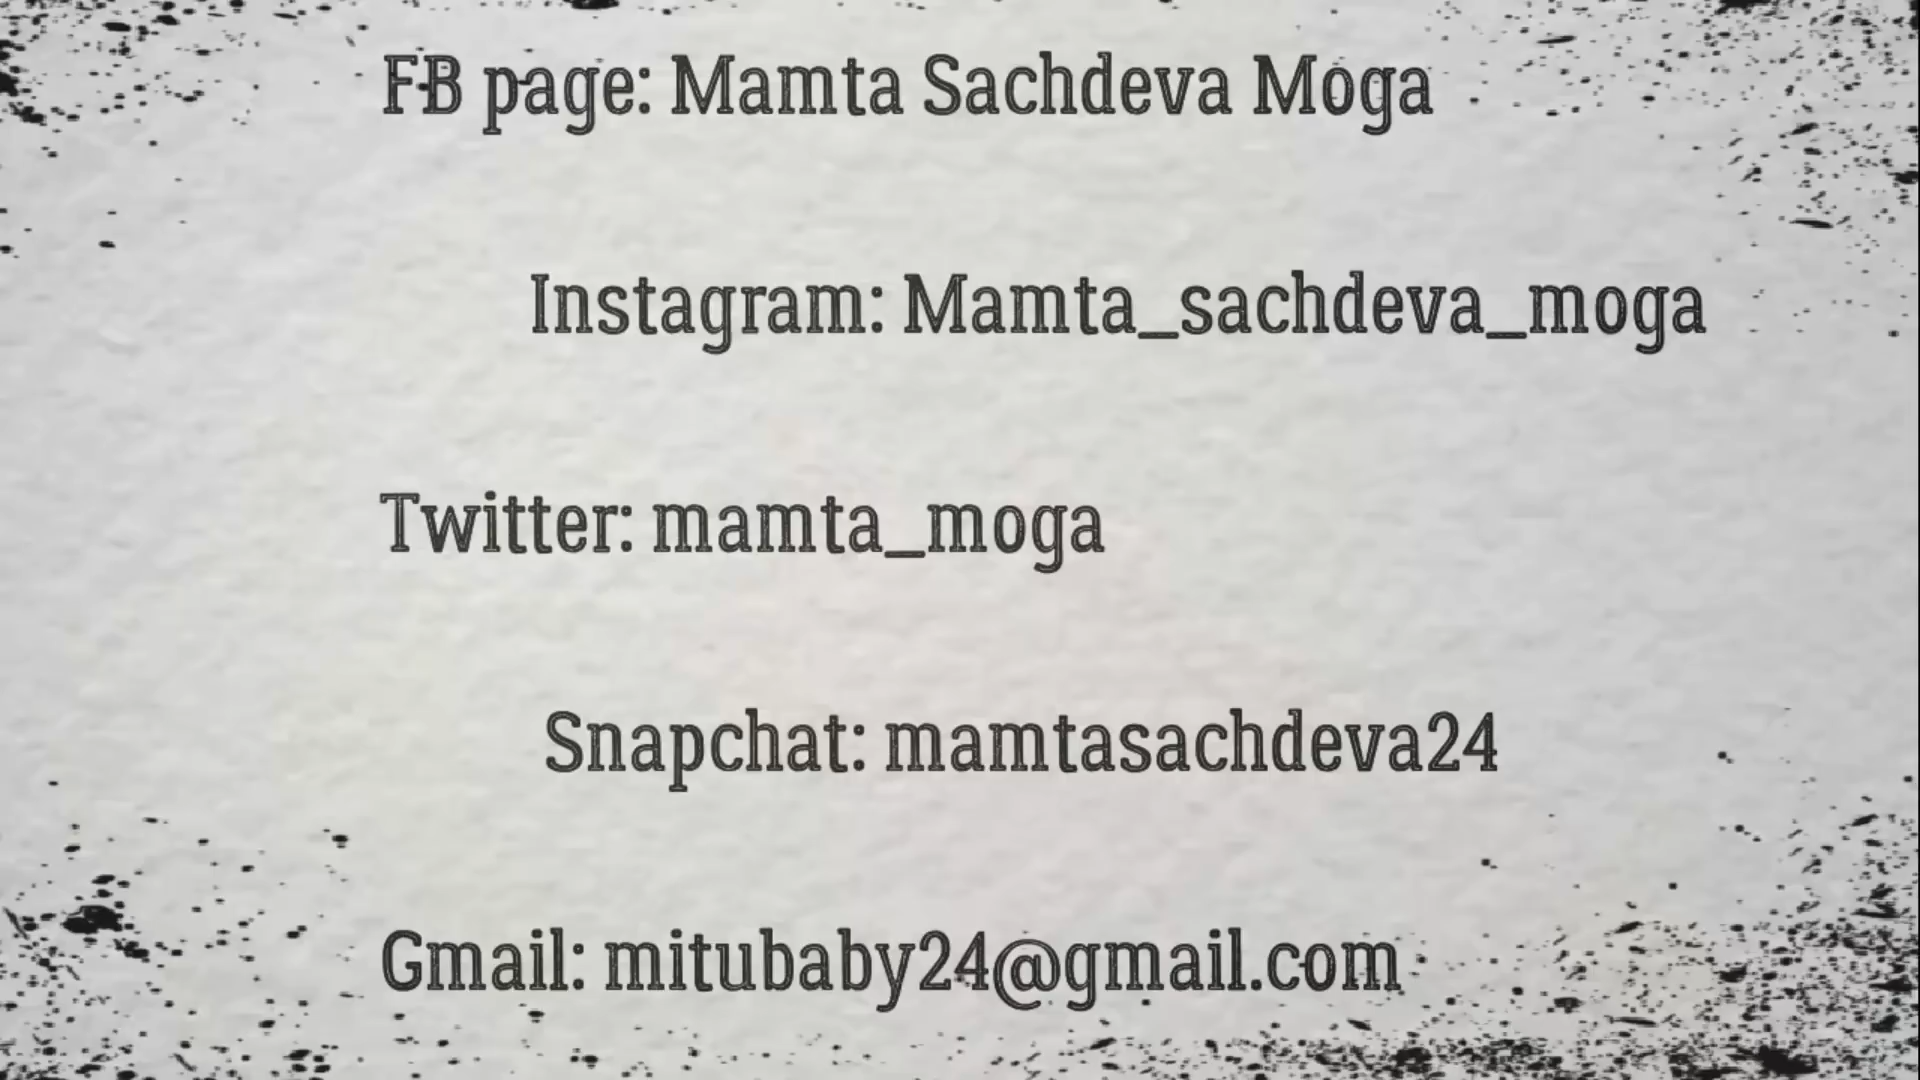 FB page: Mamta Sachdeva Moga
Instagram: Mamta_sachdeva_moga
Twitter: mamta_moga
Snapchat: mamtasachdeva24
Gmail: mitubaby24@gmail.com